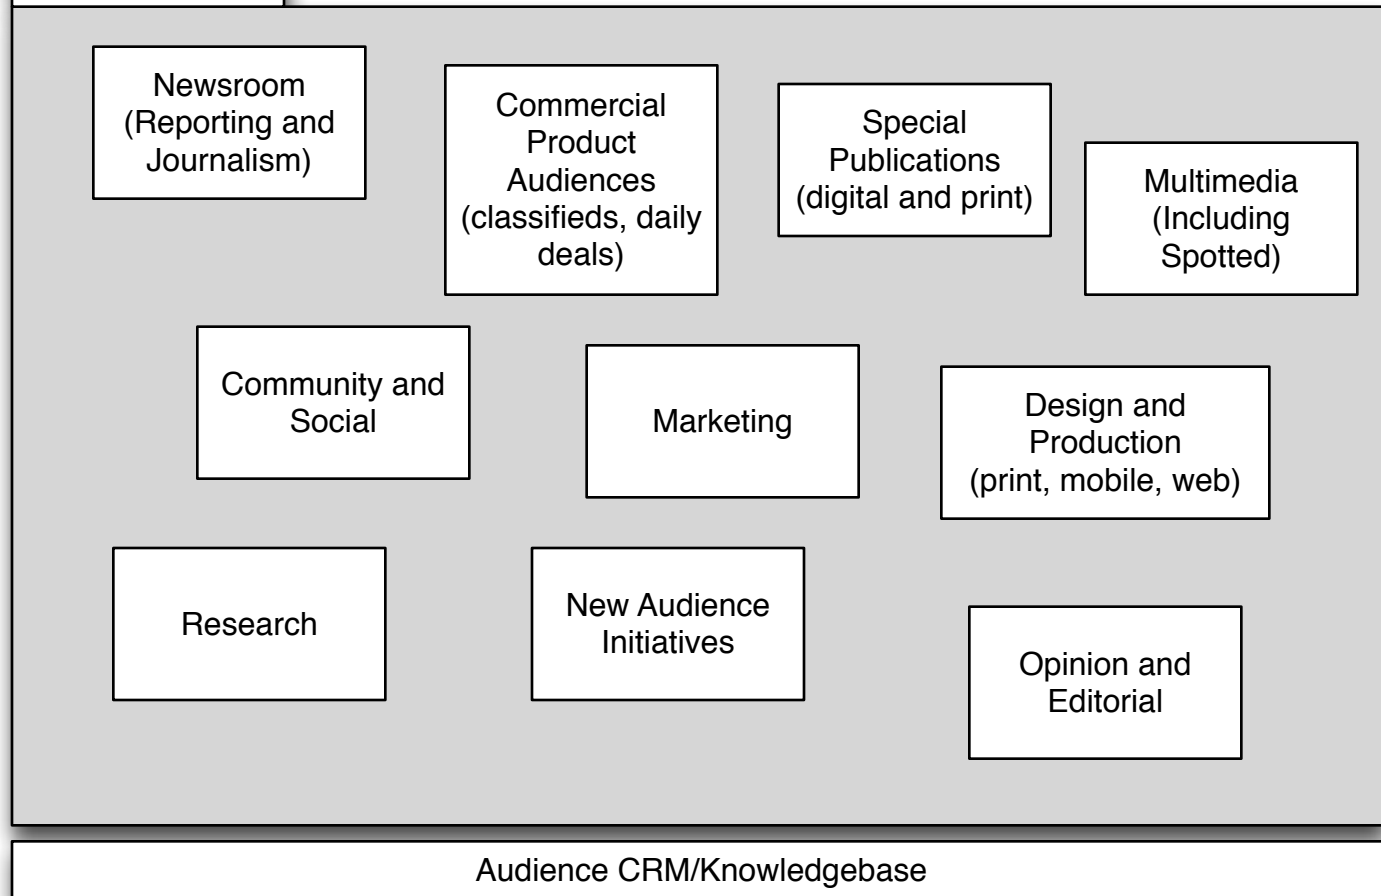 Newsroom
(Reporting and
Journalism)
Commercial
Product
Audiences
(classifieds, daily
deals)
Special
Publications
(digital and print)
Multimedia
(Including
Spotted)
Community and
Social
Marketing
Design and
Production
(print, mobile, web)
Research
New Audience
Initiatives
Opinion and
Editorial
Audience CRM/Knowledgebase